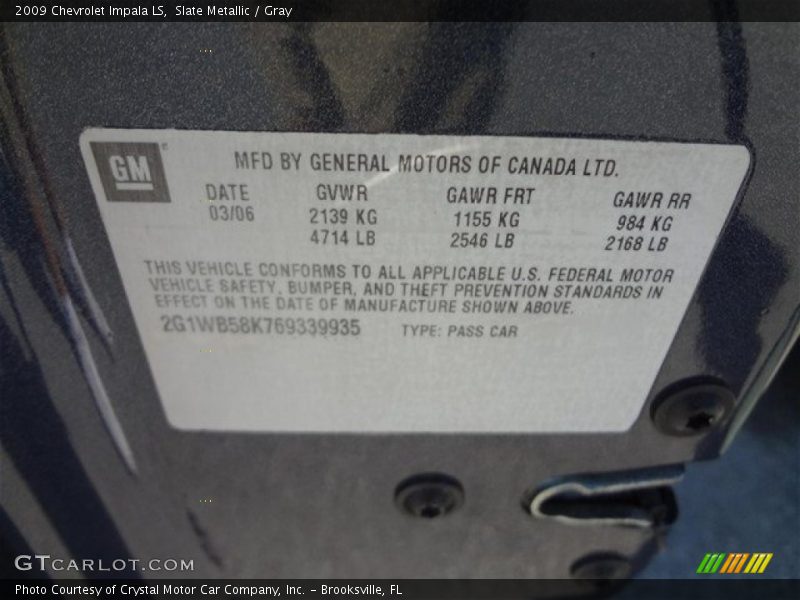 2009 Chevrolet Impala LS, Slate Metallic / Gray
GM
MFD BY GENERAL MOTORS OF CANADA LTD.
DATE GVWR GAWR FRT GAWR RR
03/06 2139 KG 1155 KG 984 KG
4714 LB 2546 LB 2168 LB
THIS VEHICLE CONFORMS TO ALL APPLICABLE U.S. FEDERAL MOTOR
VEHICLE SAFETY, BUMPER, AND THEFT PREVENTION STANDARDS IN
EFFECT ON THE DATE OF MANUFACTURE SHOWN ABOVE.
2G1WB58K769339935 TYPE: PASS CAR
GTCARLOT.COM
Photo Courtesy of Crystal Motor Car Company, Inc. – Brooksville, FL